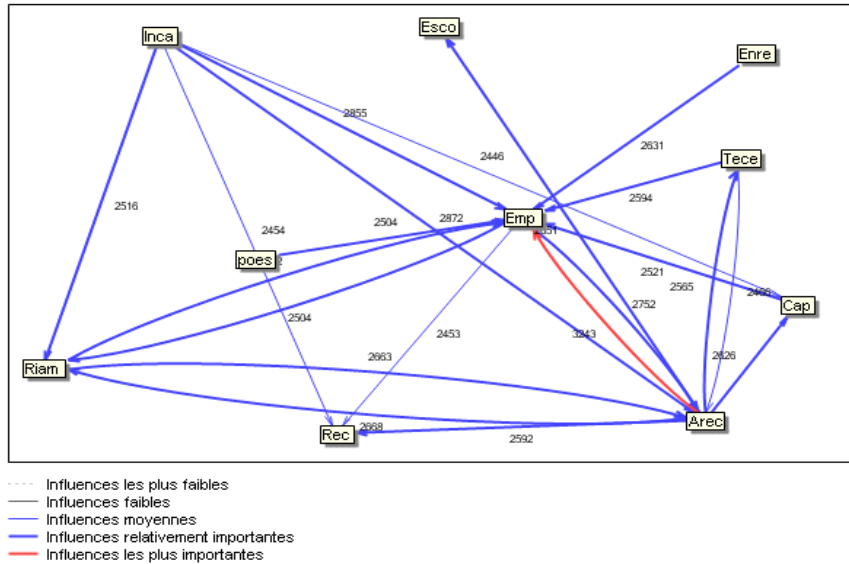 Esco
Inca
Enre
2855
2631
2446
Tece
2594
2516
Emp
2872
2504
2454
poes
2521
2565
Cap
2752
2504
2453
3243
2663
2626
Riam
Arec
Rec
2668
2592
Influences les plus faibles
Influences faibles
Influences moyennes
Influences relativement importantes
Influences les plus importantes